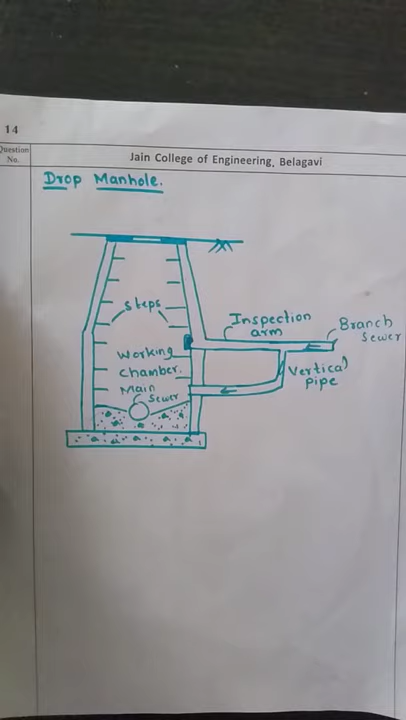 14
Question
No.
Jain College of Engineering, Belagavi
Drop Manhole.
Steps
Inspection
arm
Branch
Sewer
Working
Chamber.
Vertical
pipe
Main
Sewer